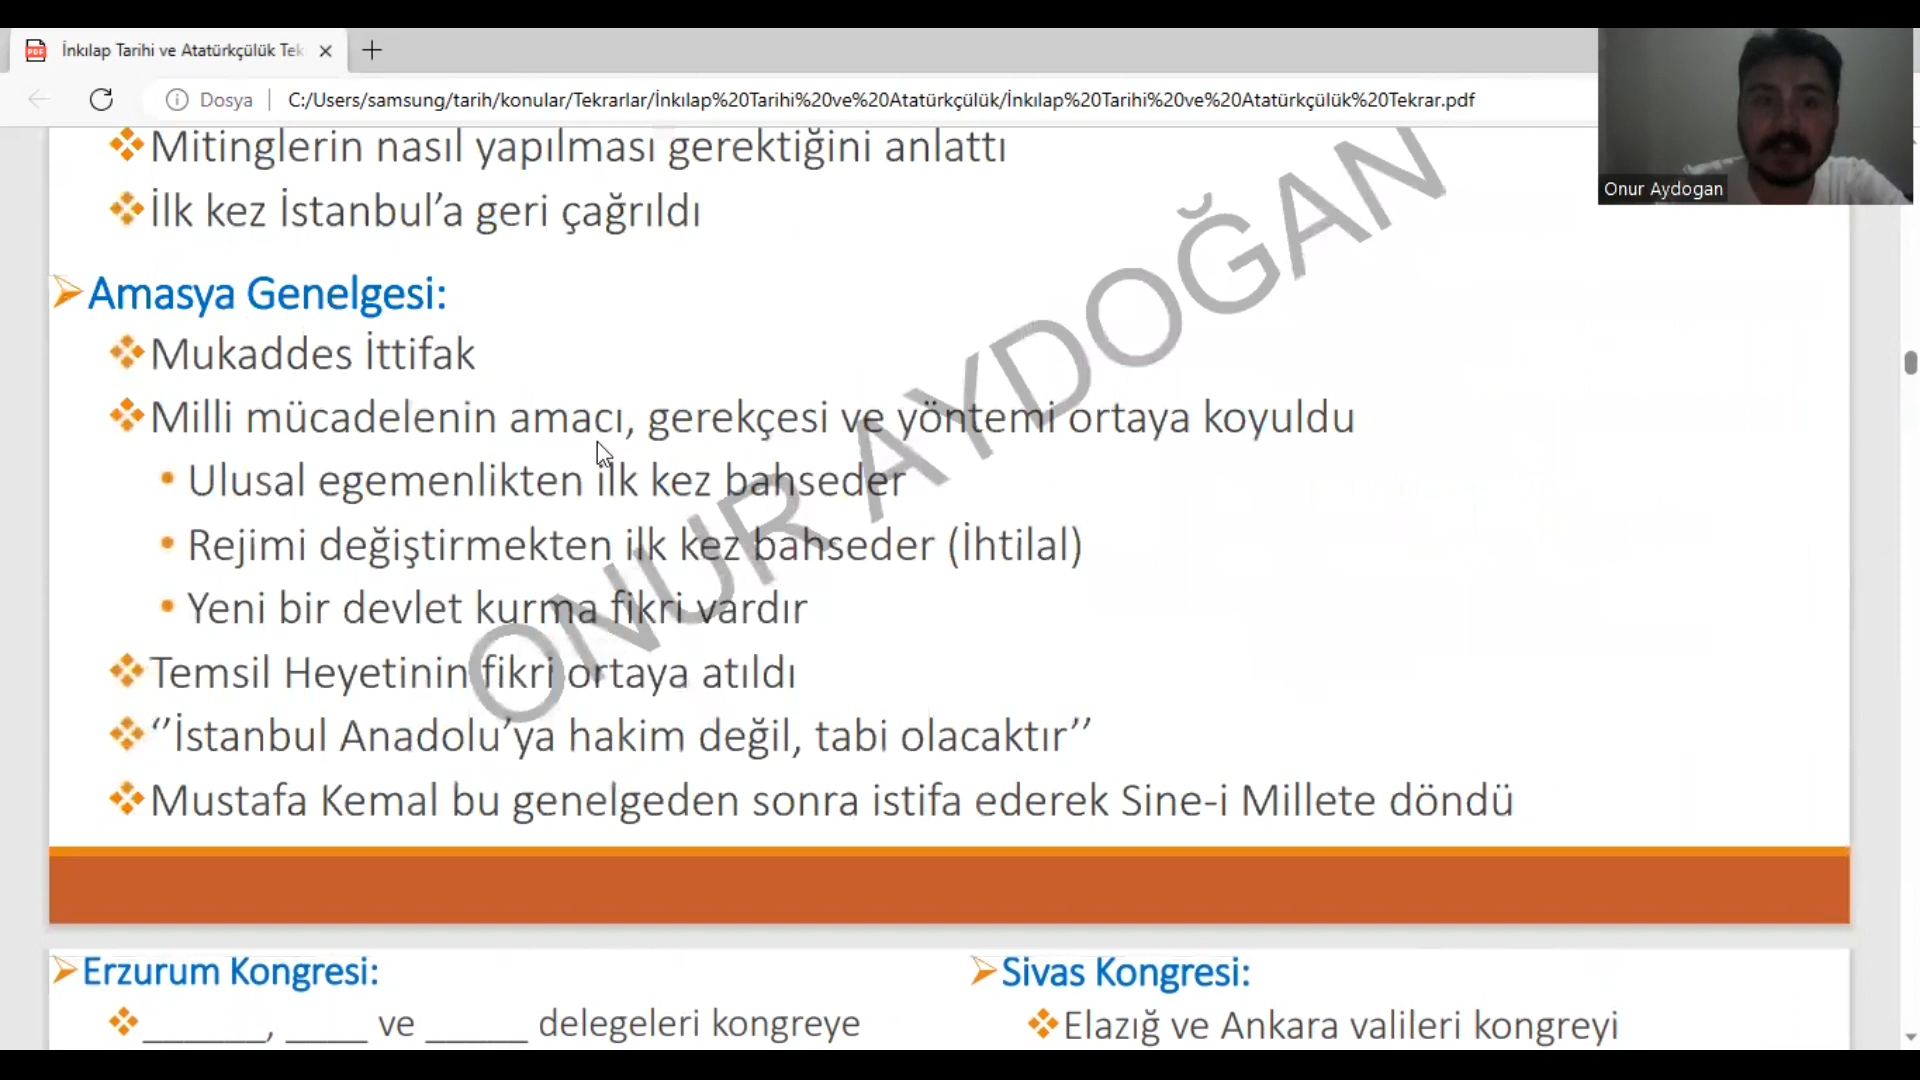 İnkılap Tarihi ve Atatürkçülük Tek
Dosya
C:/Users/samsung/tarih/konular/Tekrarlar/İnkılap%20Tarihi%20ve%20Atatürkçülük/İnkılap%20Tarihi%20ve%20Atatürkçülük%20Tekrar.pdf
Onur Aydogan
Mitinglerin nasıl yapılması gerektiğini anlattı
İlk kez İstanbul’a geri çağrıldı
Amasya Genelgesi:
Mukaddes İttifak
Milli mücadelenin amacı, gerekçesi ve yöntemi ortaya koyuldu
Ulusal egemenlikten ilk kez bahseder
Rejimi değiştirmekten ilk kez bahseder (İhtilal)
Yeni bir devlet kurma fikri vardır
Temsil Heyetinin fikri ortaya atıldı
‘’İstanbul Anadolu’ya hakim değil, tabi olacaktır’’
Mustafa Kemal bu genelgeden sonra istifa ederek Sine-i Millete döndü
ONUR AYDOĞAN
Erzurum Kongresi:
______, ____ ve _____ delegeleri kongreye
Sivas Kongresi:
Elazığ ve Ankara valileri kongreyi